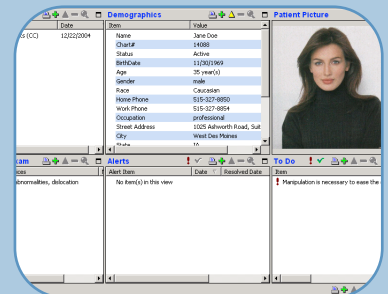 Demographics
Patient Picture
Date
Item Value
ts (CC) 12/22/2004
Name Jane Doe
Chart# 14088
Status Active
BirthDate 11/30/1969
Age 35 year(s)
Gender male
Race Caucasian
Home Phone 515-327-8850
Work Phone 515-327-8854
Occupation professional
Street Address 1025 Ashworth Road, Suit
City West Des Moines
State IA
xam
Alerts
To Do
Alert Item Date Resolved Date
Item
abnormalities, dislocation
No item(s) in this view
Manipulation is necessary to ease the